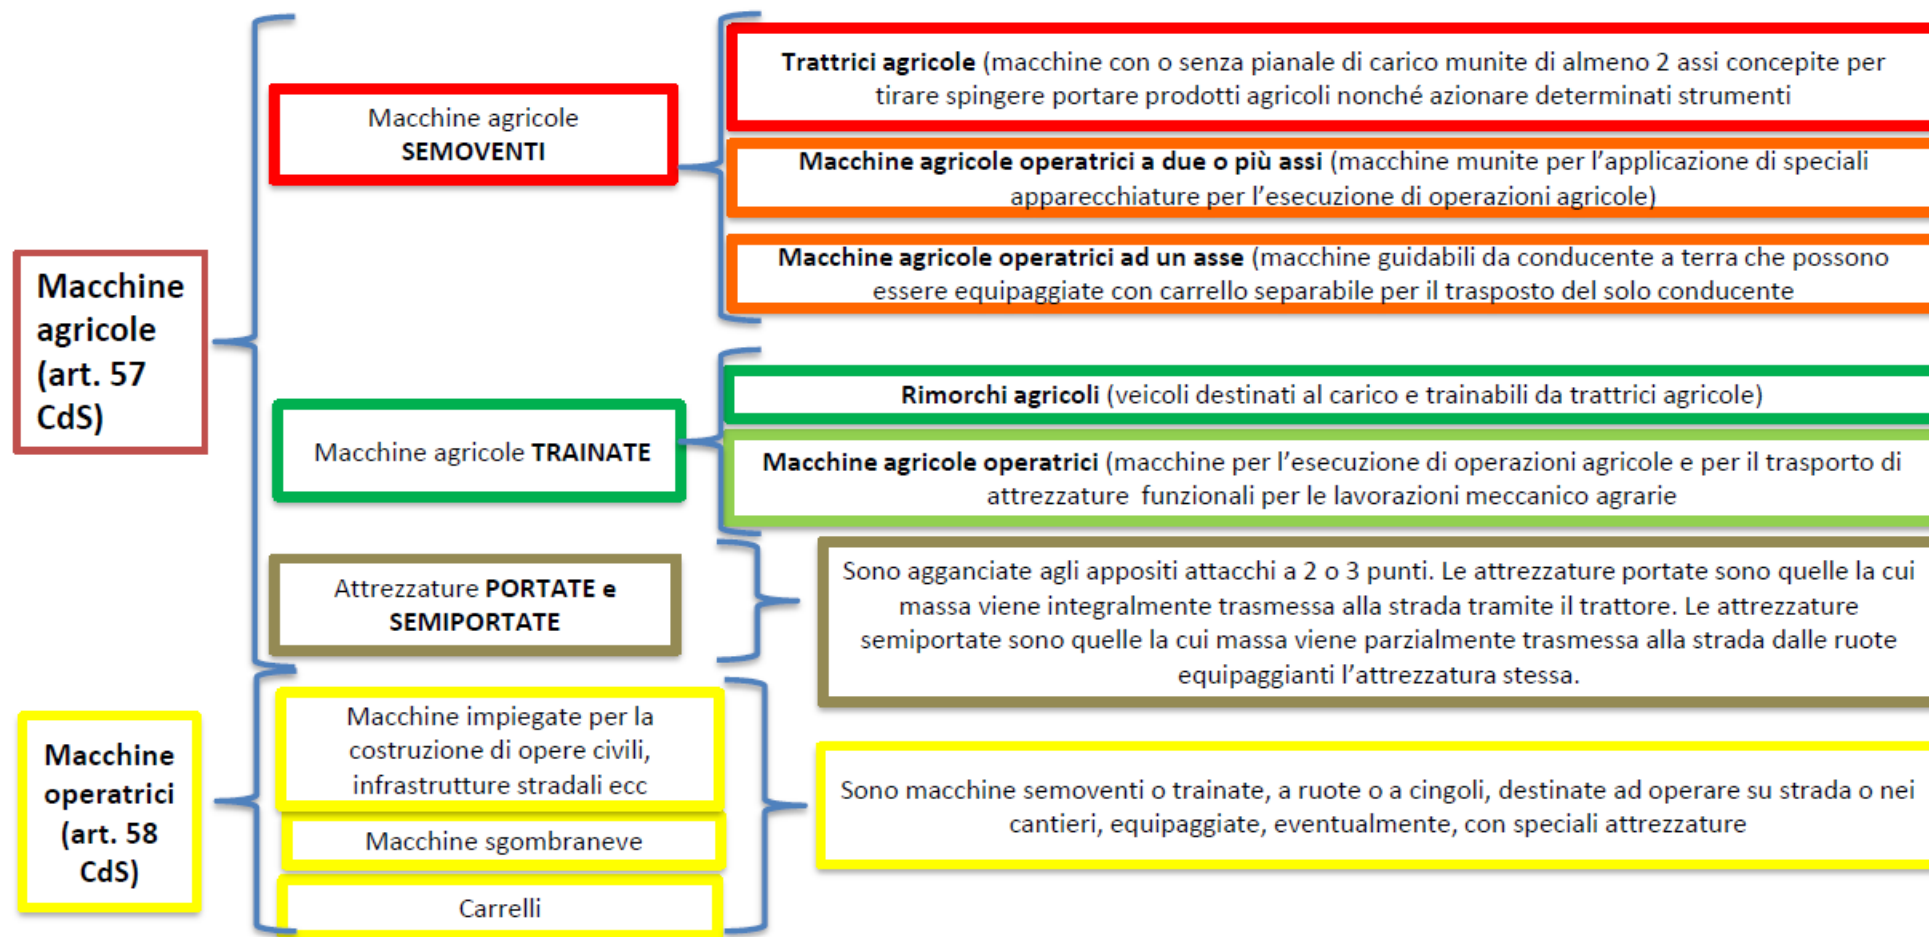 Macchine
agricole
(art. 57
CdS)
Macchine agricole
SEMOVENTI
Trattrici agricole (macchine con o senza pianale di carico munite di almeno 2 assi concepite per
tirare spingere portare prodotti agricoli nonché azionare determinati strumenti
Macchine agricole operatrici a due o più assi (macchine munite per l’applicazione di speciali
apparecchiature per l’esecuzione di operazioni agricole)
Macchine agricole operatrici ad un asse (macchine guidabili da conducente a terra che possono
essere equipaggiate con carrello separabile per il trasposto del solo conducente
Macchine agricole TRAINATE
Rimorchi agricoli (veicoli destinati al carico e trainabili da trattrici agricole)
Macchine agricole operatrici (macchine per l’esecuzione di operazioni agricole e per il trasporto di
attrezzature funzionali per le lavorazioni meccanico agrarie
Attrezzature PORTATE e
SEMIPORTATE
Sono agganciate agli appositi attacchi a 2 o 3 punti. Le attrezzature portate sono quelle la cui
massa viene integralmente trasmessa alla strada tramite il trattore. Le attrezzature
semiportate sono quelle la cui massa viene parzialmente trasmessa alla strada dalle ruote
equipaggianti l’attrezzatura stessa.
Macchine
operatrici
(art. 58
CdS)
Macchine impiegate per la
costruzione di opere civili,
infrastrutture stradali ecc
Macchine sgombraneve
Carrelli
Sono macchine semoventi o trainate, a ruote o a cingoli, destinate ad operare su strada o nei
cantieri, equipaggiate, eventualmente, con speciali attrezzature